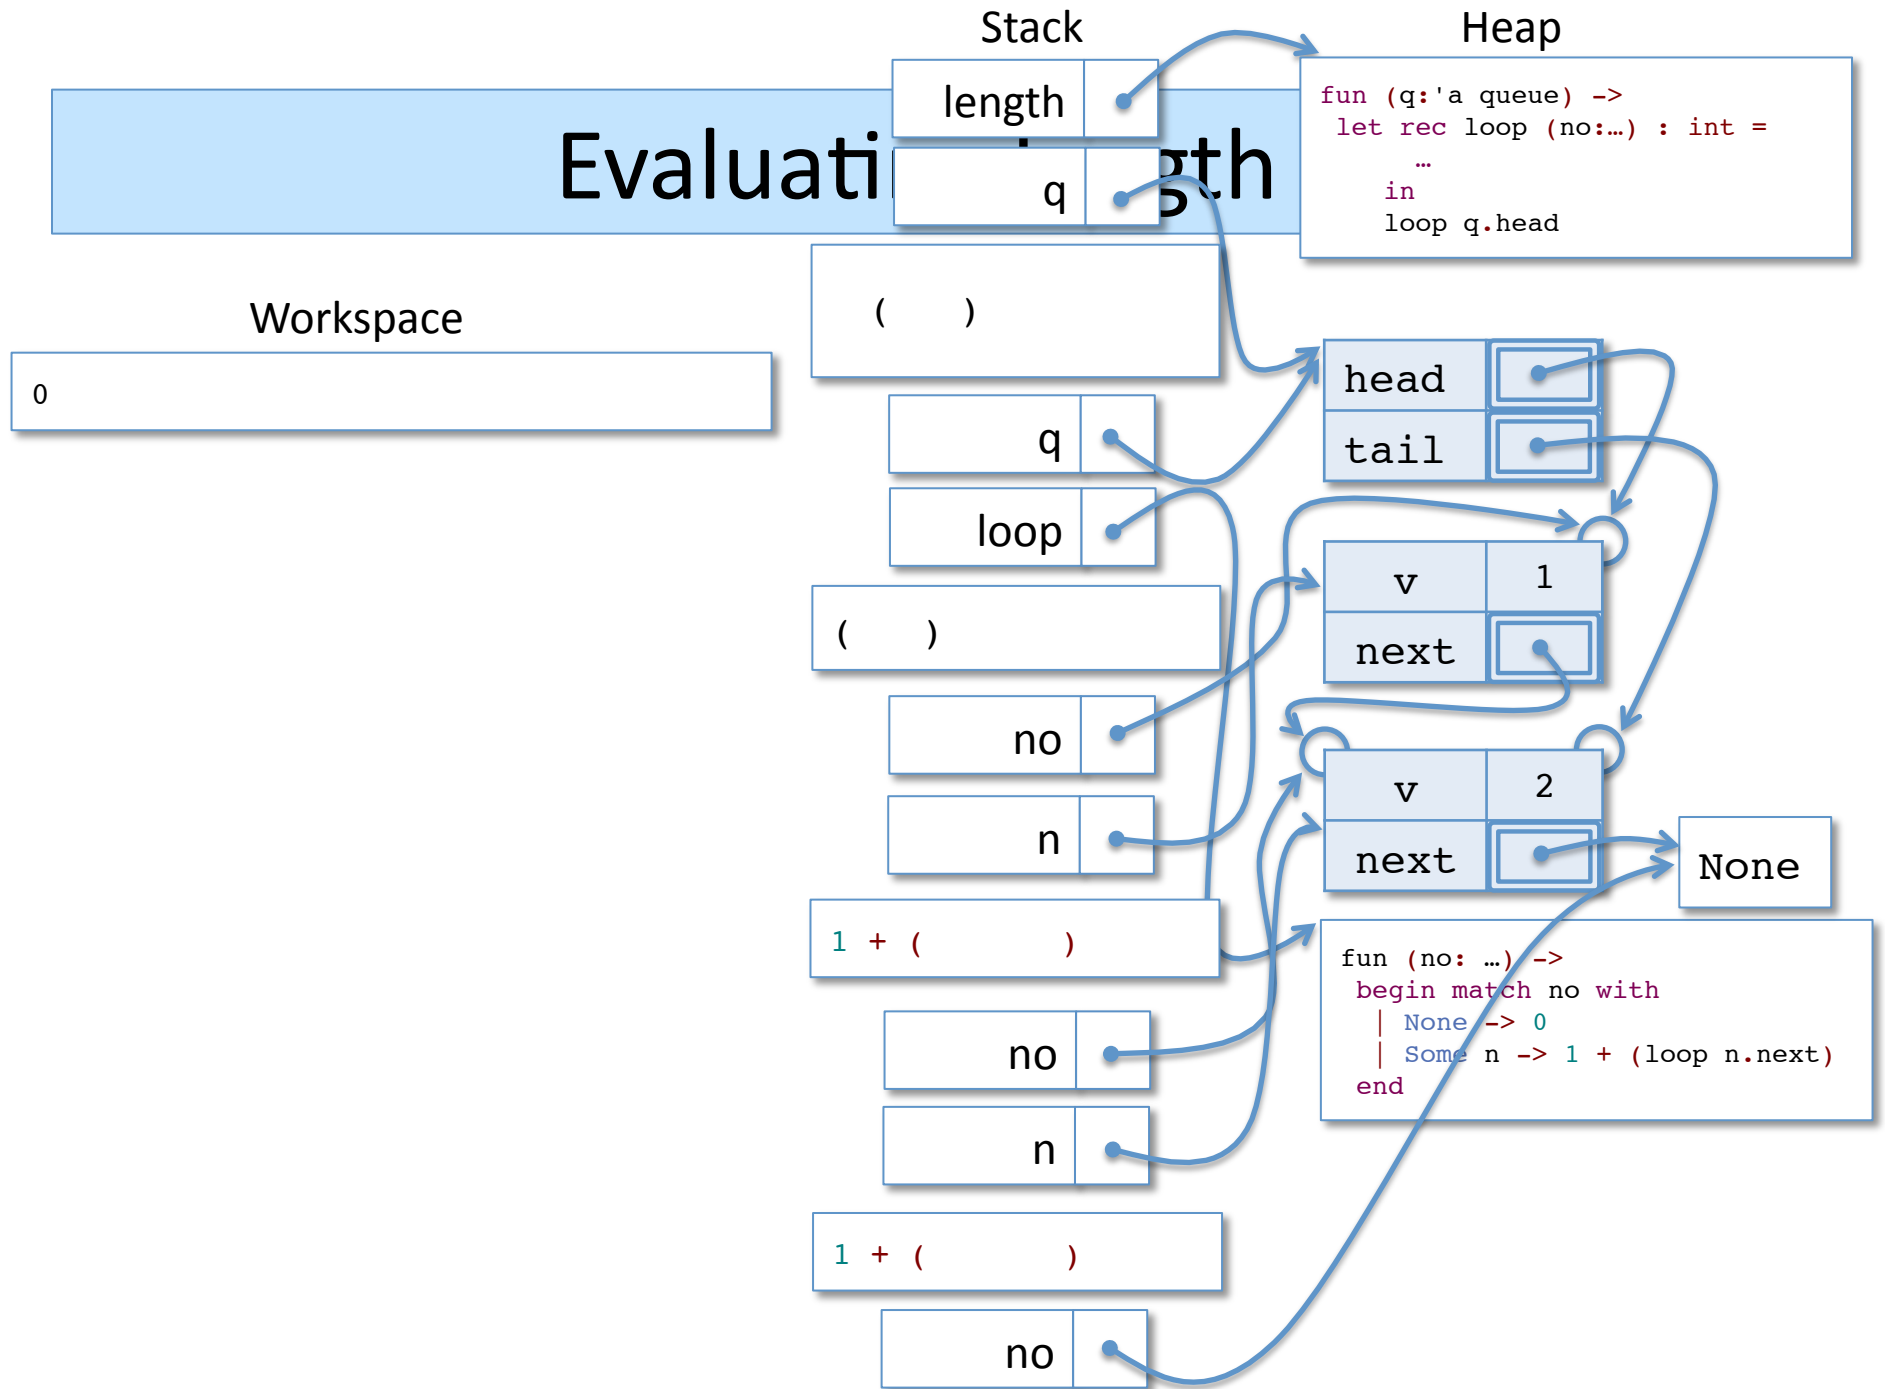 Stack
Heap
length
Evaluati gth
q
fun (q:'a queue) ->
let rec loop (no:…) : int =
…
in
loop q.head
Workspace
0
( )
q
loop
( )
no
n
1 + ( )
no
n
1 + ( )
no
head
tail
v 1
next
v 2
next
None
fun (no: …) ->
begin match no with
| None -> 0
| Some n -> 1 + (loop n.next)
end